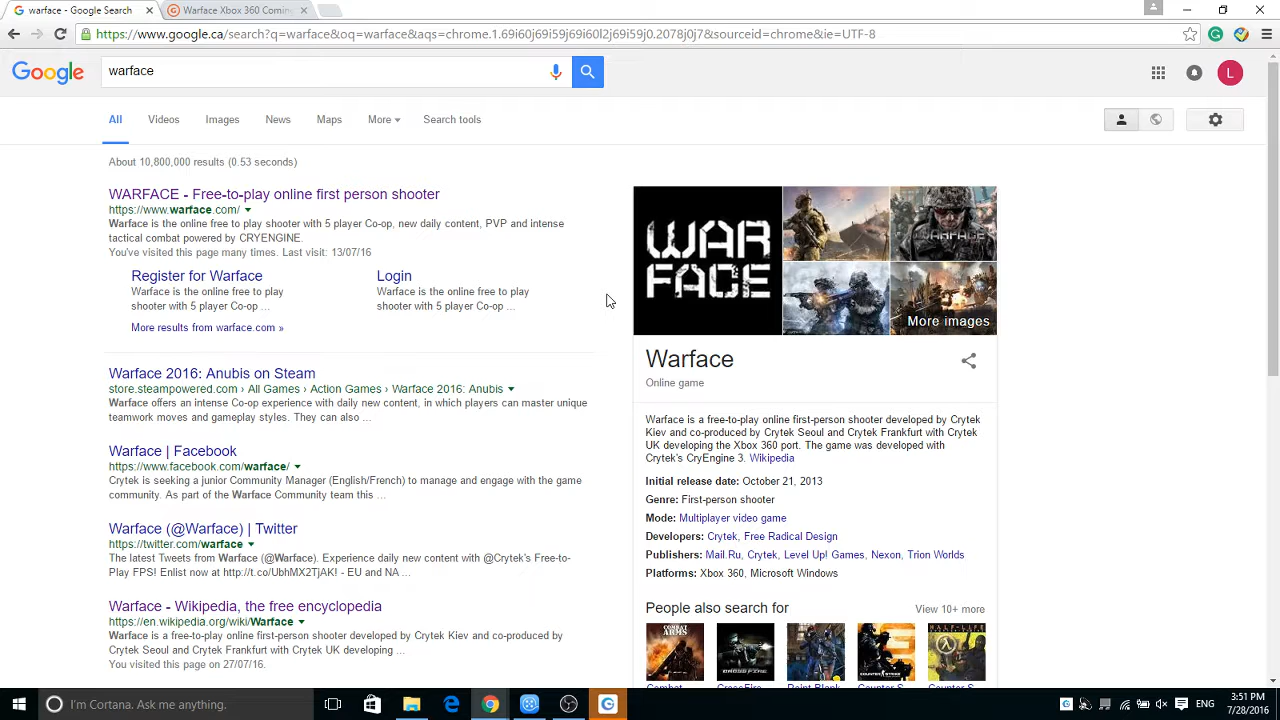 warface - Google Search
Warface Xbox 360 Coming
https://www.google.ca/search?q=warface&oq=warface&aqs=chrome.1.69i60j69i59j69i60l2j69i59j0.2078j0j7&sourceid=chrome&ie=UTF-8
Google
warface
L
All
Videos
Images
News
Maps
More
Search tools
About 10,800,000 results (0.53 seconds)
WARFACE - Free-to-play online first person shooter
https://www.warface.com/
Warface is the online free to play shooter with 5 player Co-op, new daily content, PVP and intense
tactical combat powered by CRYENGINE.
You've visited this page many times. Last visit: 13/07/16
Register for Warface
Warface is the online free to play
shooter with 5 player Co-op ...
Login
Warface is the online free to play
shooter with 5 player Co-op ...
More results from warface.com »
Warface 2016: Anubis on Steam
store.steampowered.com › All Games › Action Games › Warface 2016: Anubis
Warface offers an intense Co-op experience with daily new content, in which players can master unique
teamwork moves and gameplay styles. They can also ...
Warface | Facebook
https://www.facebook.com/warface/
Crytek is seeking a junior Community Manager (English/French) to manage and engage with the game
community. As part of the Warface Community team this ...
Warface (@Warface) | Twitter
https://twitter.com/warface
The latest Tweets from Warface (@Warface). Experience daily new content with @Crytek's Free-to-
Play FPS! Enlist now at http://t.co/UbhMX2TjAK! - EU and NA ...
Warface - Wikipedia, the free encyclopedia
https://en.wikipedia.org/wiki/Warface
Warface is a free-to-play online first-person shooter developed by Crytek Kiev and co-produced by
Crytek Seoul and Crytek Frankfurt with Crytek UK developing ...
You visited this page on 27/07/16.
WAR
FACE
WARFACE
More images
Warface
Online game
Warface is a free-to-play online first-person shooter developed by Crytek
Kiev and co-produced by Crytek Seoul and Crytek Frankfurt with Crytek
UK developing the Xbox 360 port. The game was developed with
Crytek's CryEngine 3. Wikipedia
Initial release date: October 21, 2013
Genre: First-person shooter
Mode: Multiplayer video game
Developers: Crytek, Free Radical Design
Publishers: Mail.Ru, Crytek, Level Up! Games, Nexon, Trion Worlds
Platforms: Xbox 360, Microsoft Windows
People also search for
View 10+ more
COMBAT
ARMS
CROSS FIRE
HALF-LIFE
Combat
CrossFire
Point Blank
Counter S
Counter S
I'm Cortana. Ask me anything.
ENG
3:51 PM
7/28/2016